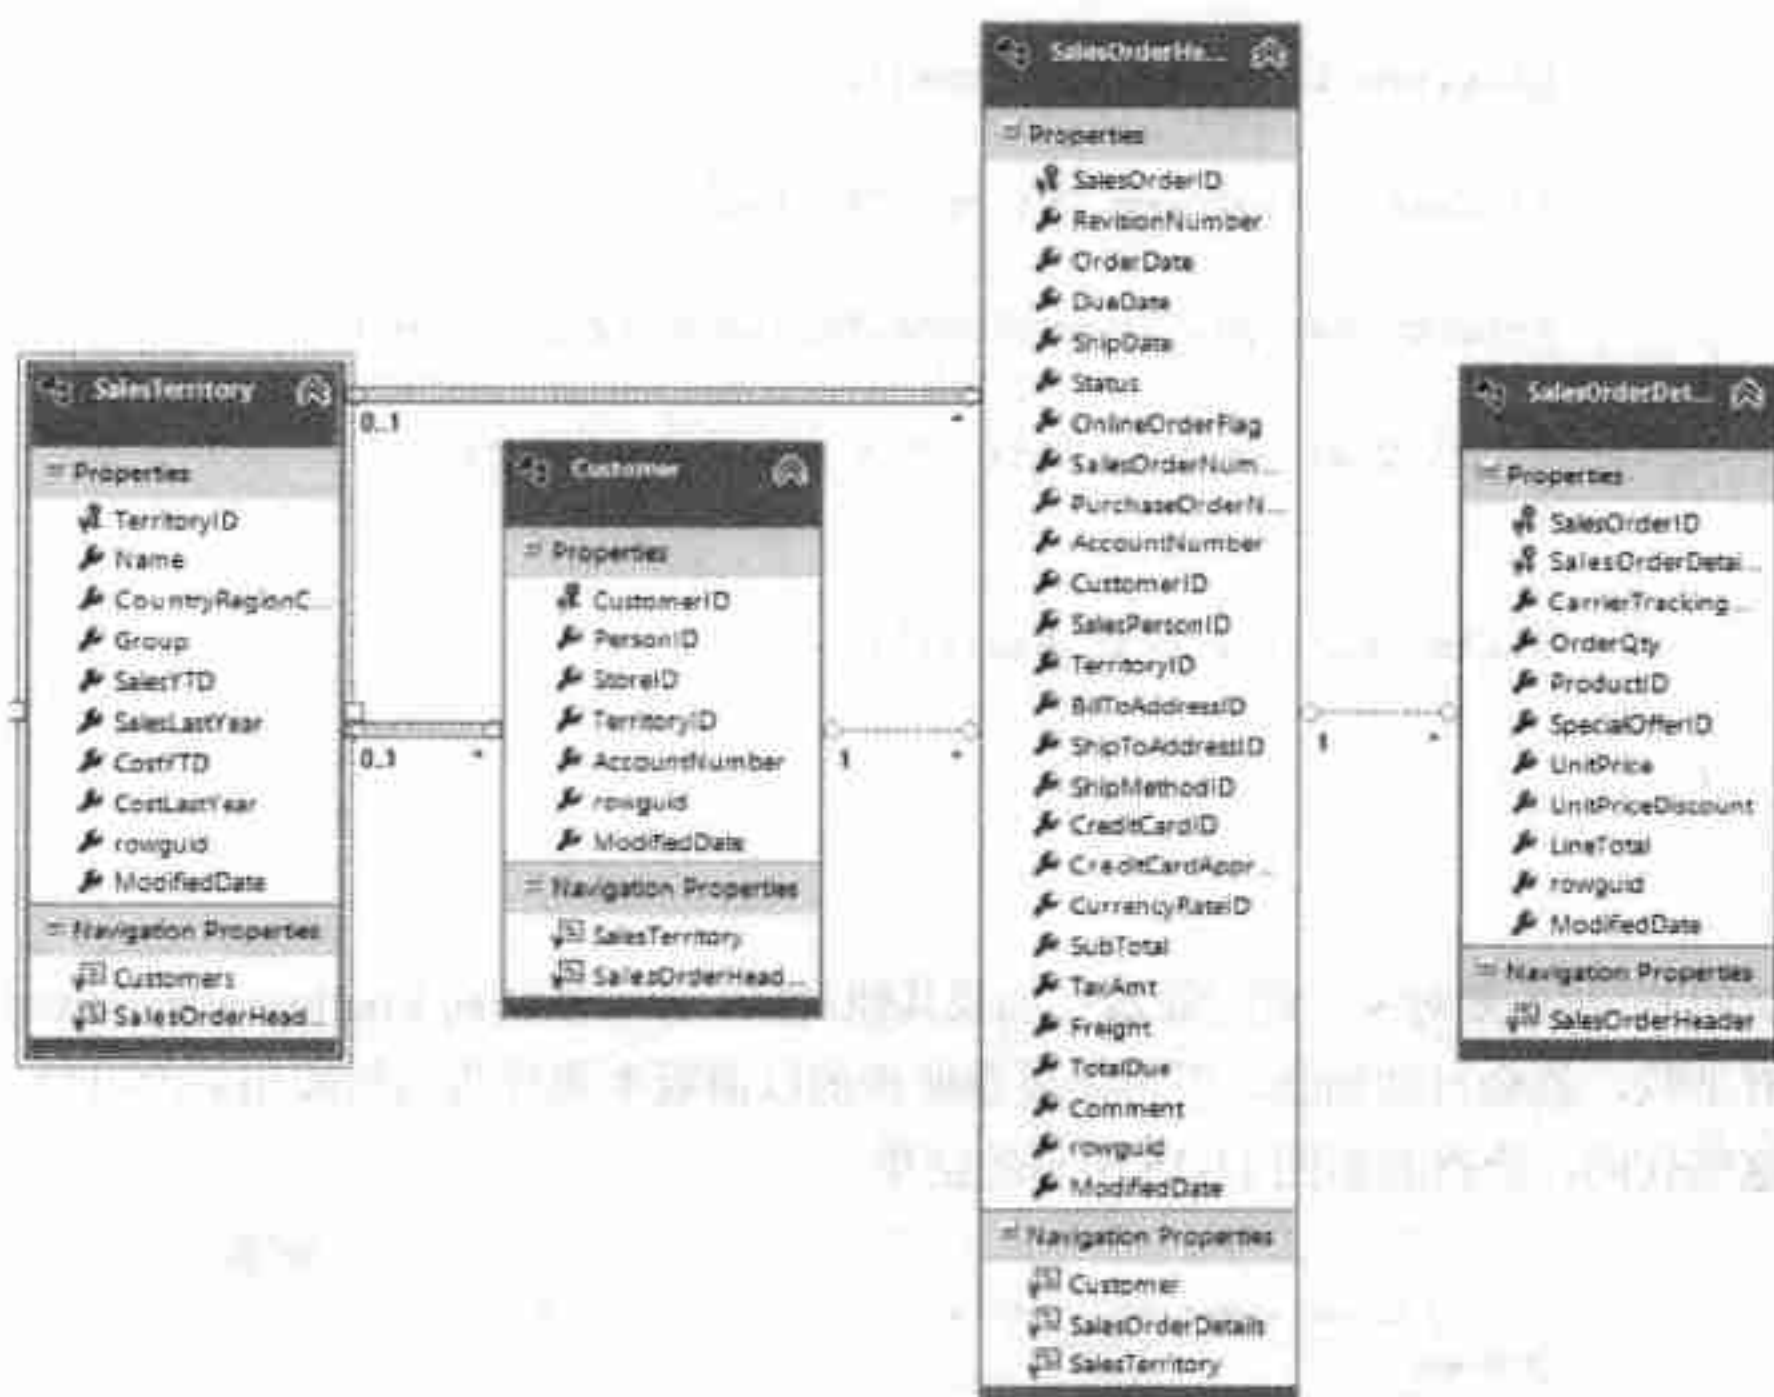 SalesTerritory
Properties
TerritoryID
Name
CountryRegionC...
Group
SalesYTD
SalesLastYear
CostYTD
CostLastYear
rowguid
ModifiedDate
Navigation Properties
Customers
SalesOrderHead...
0..1
*
0..1
*
Customer
Properties
CustomerID
PersonID
StoreID
TerritoryID
AccountNumber
rowguid
ModifiedDate
Navigation Properties
SalesTerritory
SalesOrderHead...
1
*
SalesOrderHe...
Properties
SalesOrderID
RevisionNumber
OrderDate
DueDate
ShipDate
Status
OnlineOrderFlag
SalesOrderNum...
PurchaseOrderN...
AccountNumber
CustomerID
SalesPersonID
TerritoryID
BillToAddressID
ShipToAddressID
ShipMethodID
CreditCardID
CreditCardAppr...
CurrencyRateID
SubTotal
TaxAmt
Freight
TotalDue
Comment
rowguid
ModifiedDate
Navigation Properties
Customer
SalesOrderDetails
SalesTerritory
1
*
SalesOrderDet...
Properties
SalesOrderID
SalesOrderDetai...
CarrierTracking...
OrderQty
ProductID
SpecialOfferID
UnitPrice
UnitPriceDiscount
LineTotal
rowguid
ModifiedDate
Navigation Properties
SalesOrderHeader